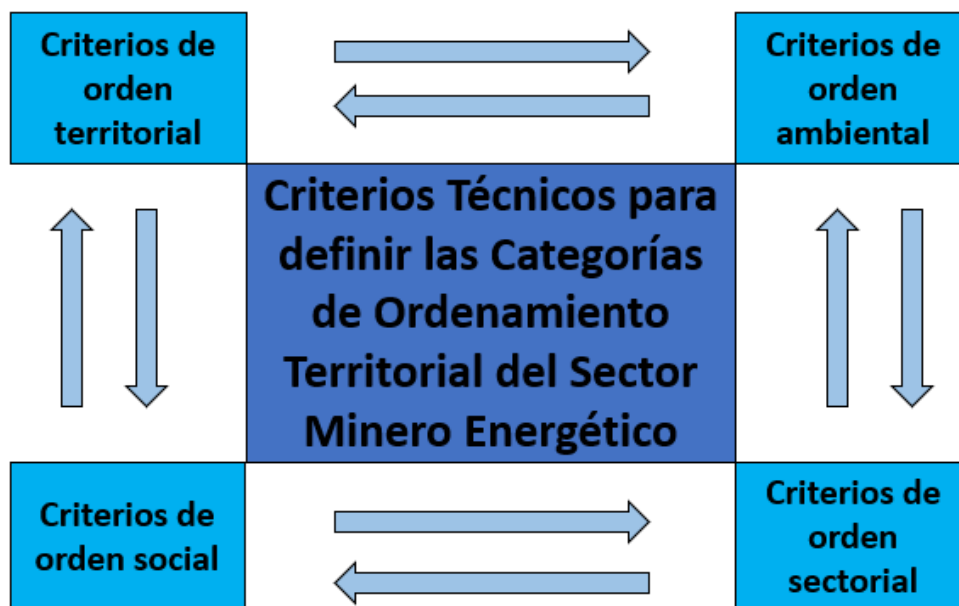 Criterios de
orden
territorial
Criterios de
orden
ambiental
Criterios Técnicos para
definir las Categorías
de Ordenamiento
Territorial del Sector
Minero Energético
Criterios de
orden social
Criterios de
orden
sectorial